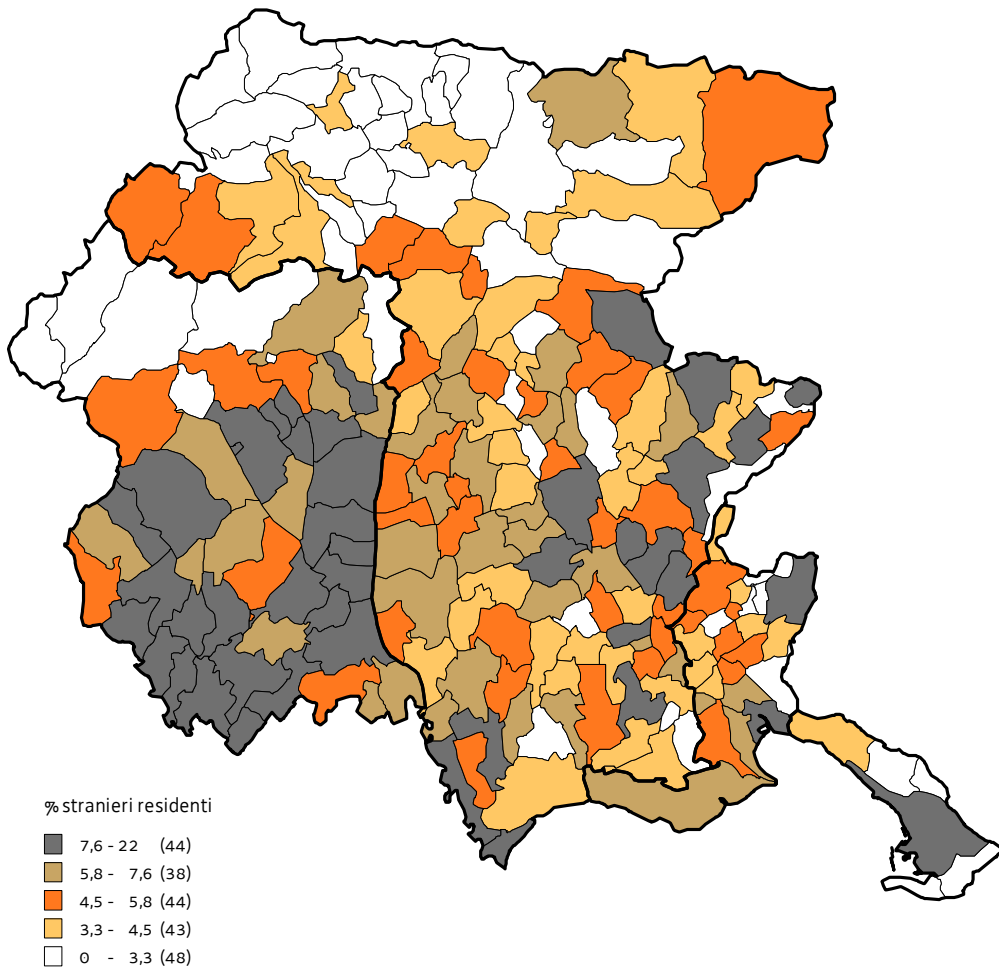 % stranieri residenti
7,6 - 22 (44)
5,8 - 7,6 (38)
4,5 - 5,8 (44)
3,3 - 4,5 (43)
0 - 3,3 (48)